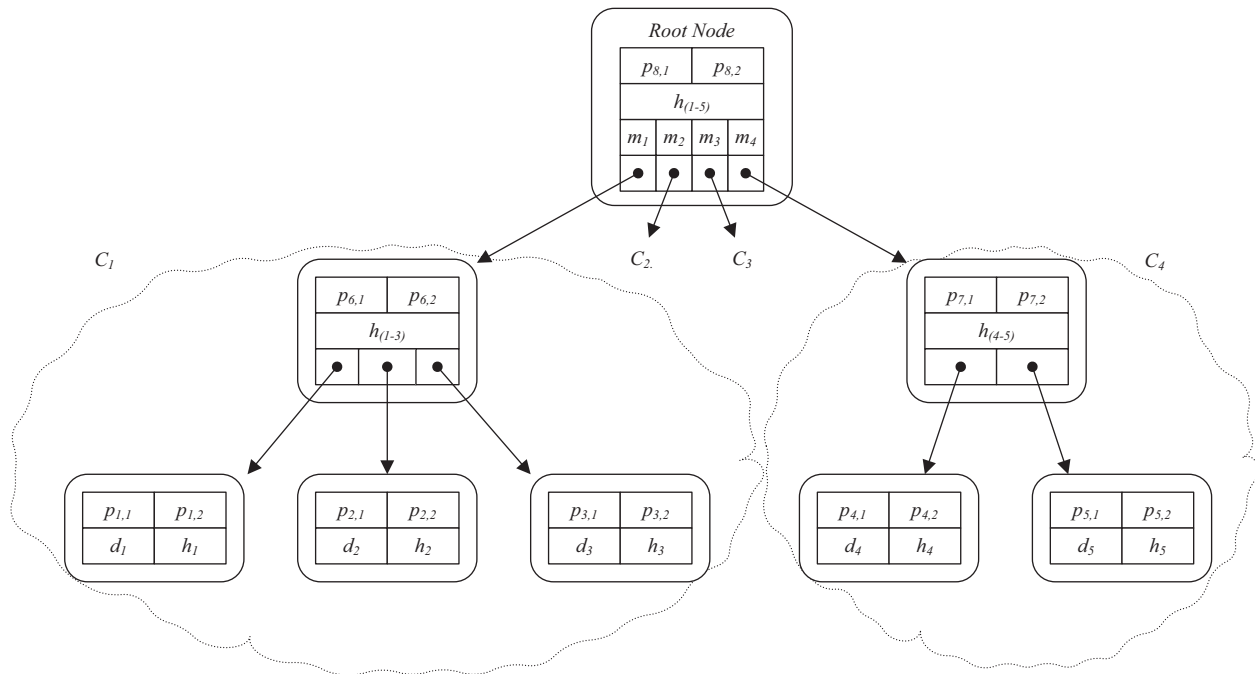 Root Node
p8,1 p8,2
h(1-5)
m1 m2 m3 m4
C1 C2. C3 C4
p6,1 p6,2 p7,1 p7,2
h(1-3) h(4-5)
p1,1 p1,2 p2,1 p2,2 p3,1 p3,2 p4,1 p4,2 p5,1 p5,2
d1 h1 d2 h2 d3 h3 d4 h4 d5 h5